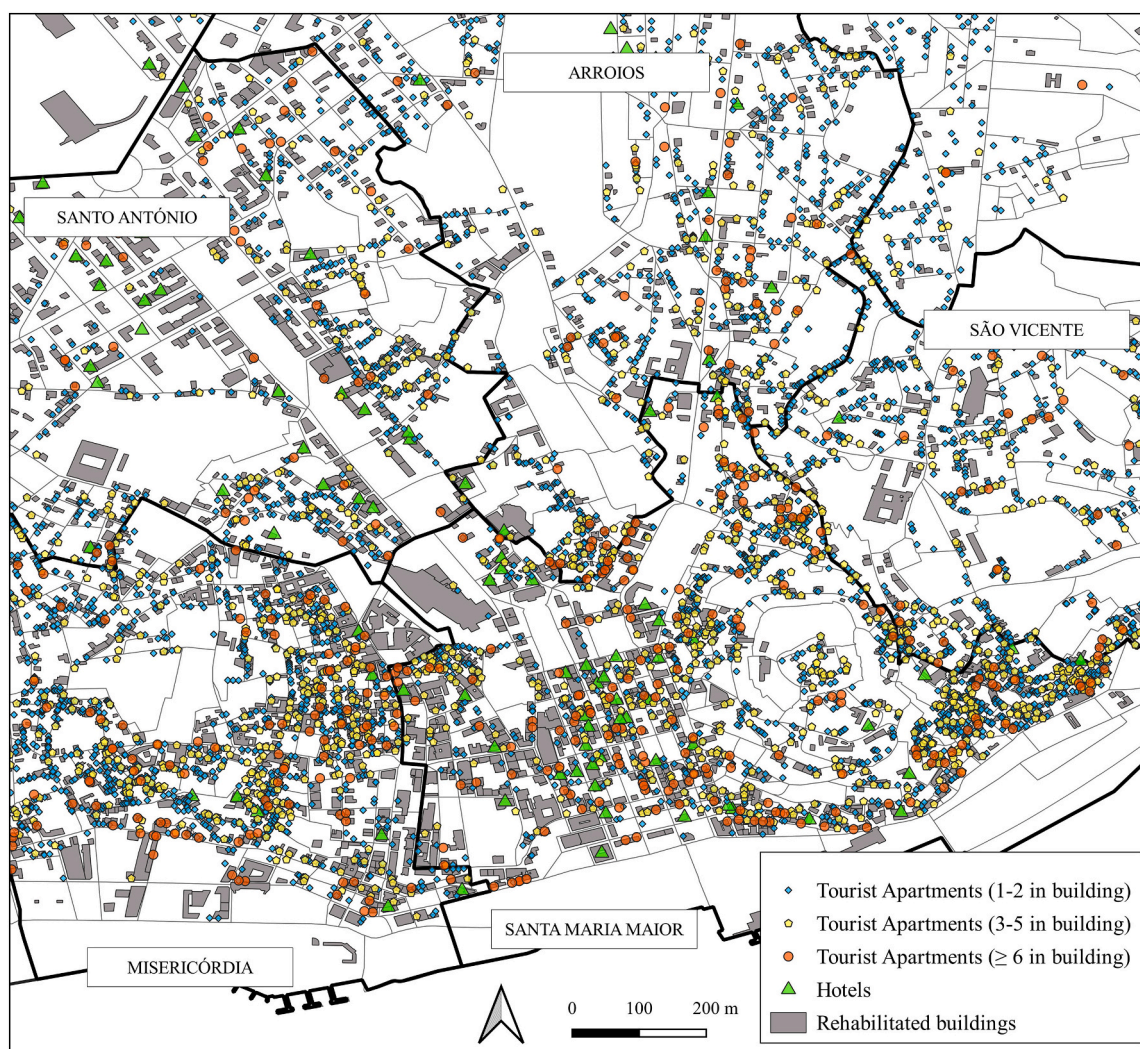 ARROIOS
SANTO ANTÓNIO
SÃO VICENTE
SANTA MARIA MAIOR
MISERICÓRDIA
0 100 200 m
Tourist Apartments (1-2 in building)
Tourist Apartments (3-5 in building)
Tourist Apartments (≥ 6 in building)
Hotels
Rehabilitated buildings